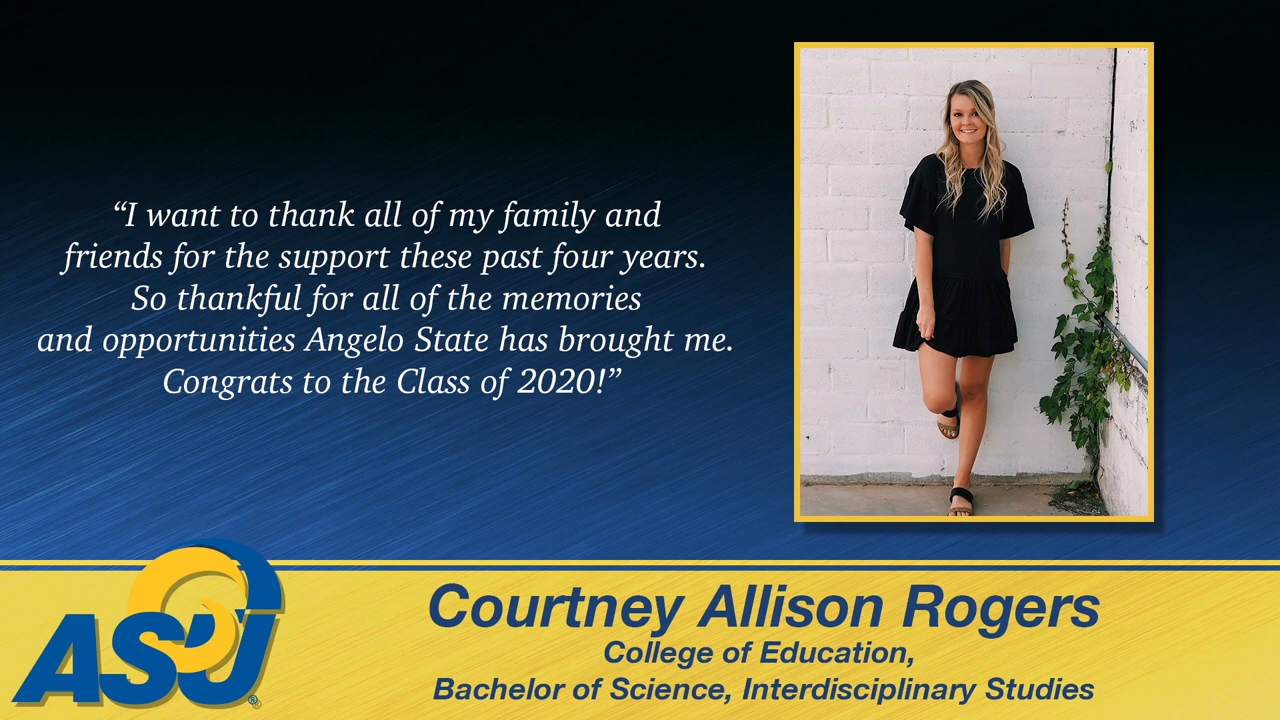 “I want to thank all of my family and
friends for the support these past four years.
So thankful for all of the memories
and opportunities Angelo State has brought me.
Congrats to the Class of 2020!”
ASU®
Courtney Allison Rogers
College of Education,
Bachelor of Science, Interdisciplinary Studies